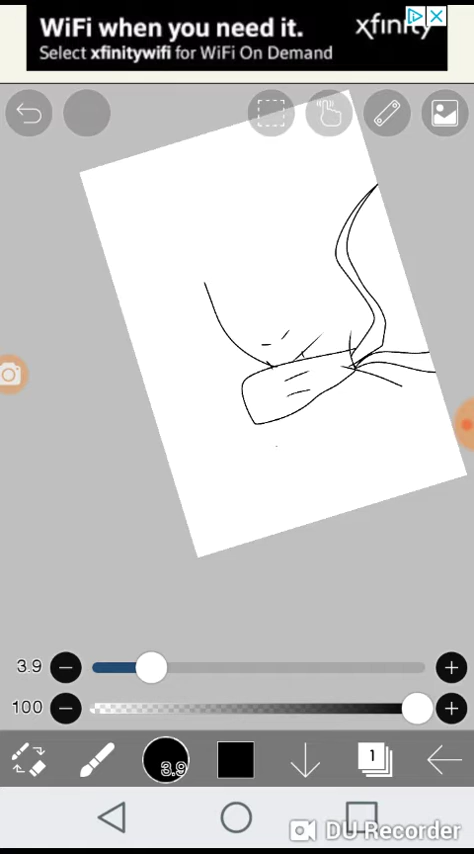 WiFi when you need it.
xfinity
Select xfinitywifi for WiFi On Demand
3.9
100
3.9
1
DU Recorder